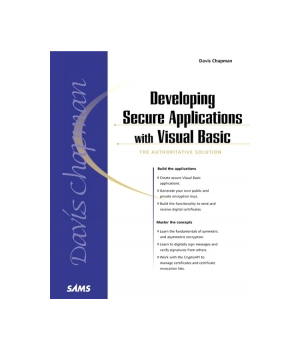 Davis Chapman
Developing
Secure Applications
with Visual Basic
THE AUTHORITATIVE SOLUTION
Build the applications
Create secure Visual Basic
applications
Generate your own public and
private encryption keys
Build the functionality to send and
receive digital certificates
Master the concepts
Learn the fundamentals of symmetric
and asymmetric encryption
Learn to digitally sign messages and
verify signatures from others
Work with the CryptoAPI to
manage certificates and certificate
revocation lists
Davis Chapman
SAMS